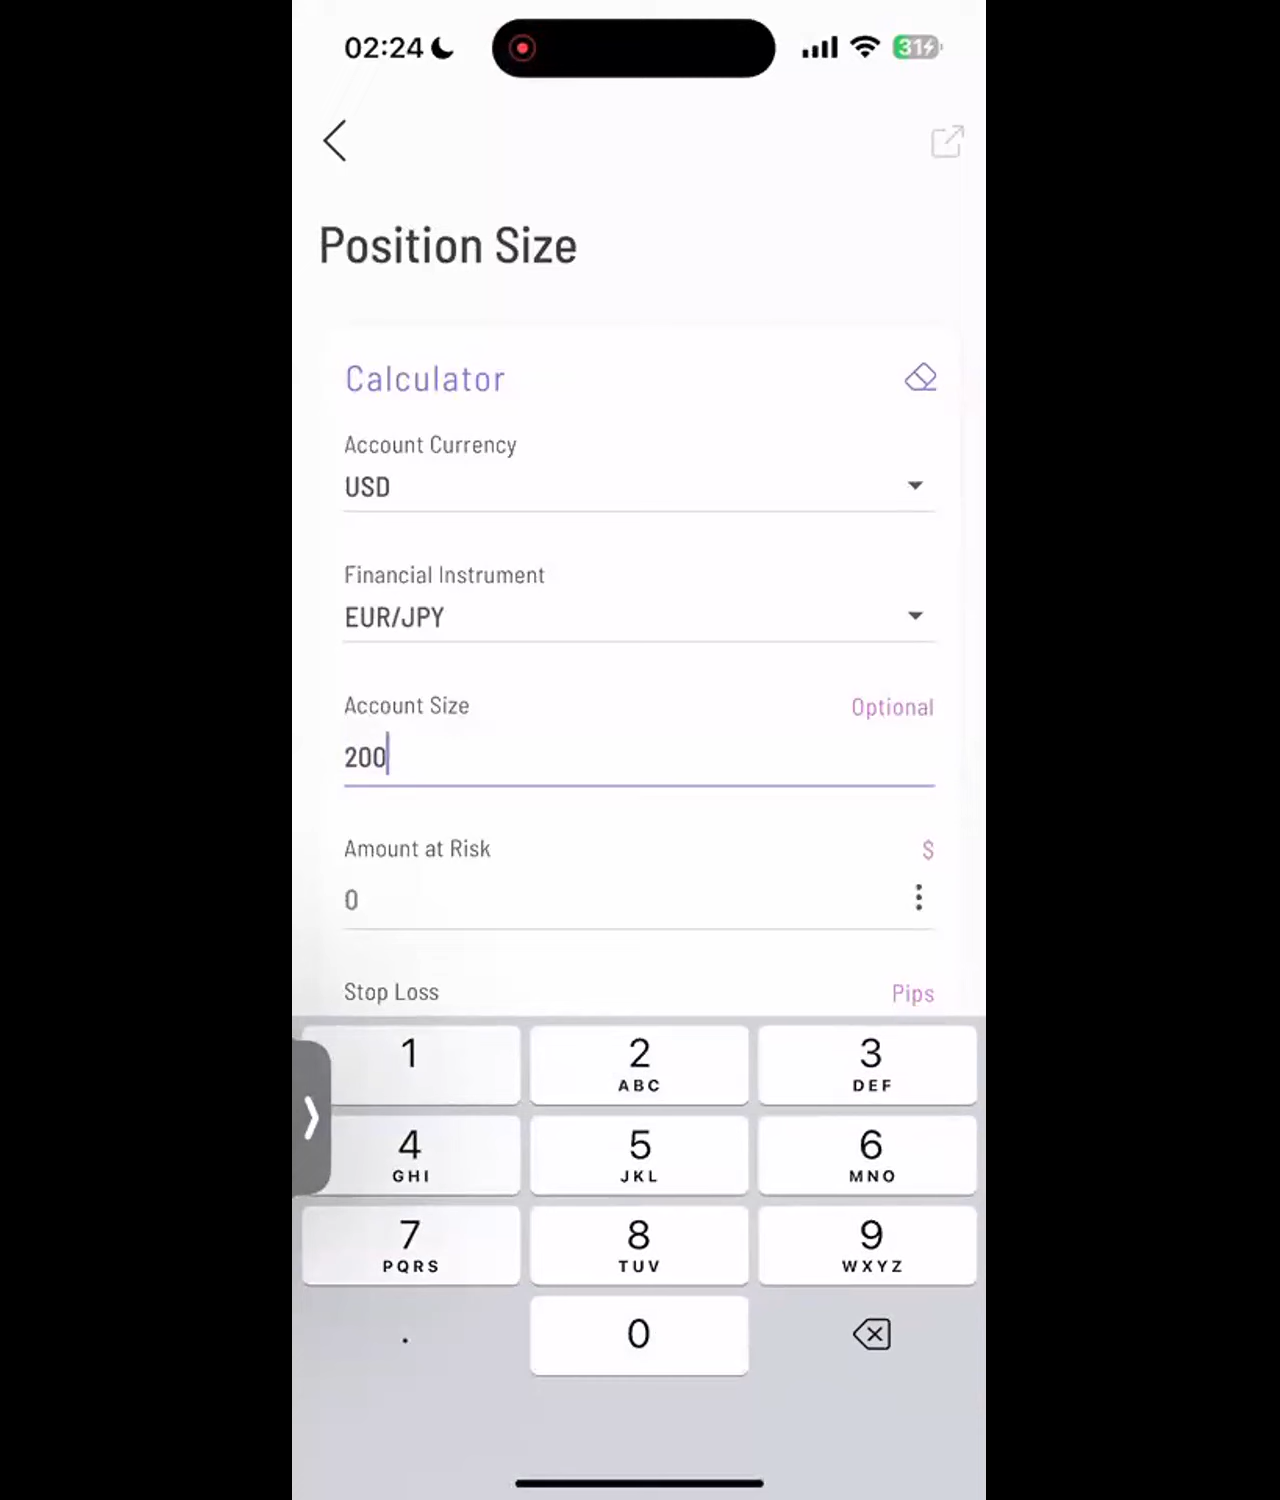 02:24
31
Position Size
Calculator
Account Currency
USD
Financial Instrument
EUR/JPY
Account Size Optional
200
Amount at Risk $
0
Stop Loss Pips
1 2 3
ABC DEF
4 5 6
GHI JKL MNO
7 8 9
PQRS TUV WXYZ
. 0